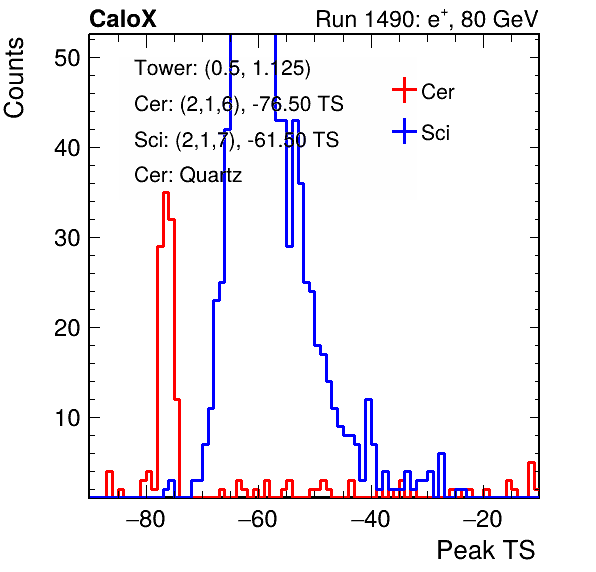 CaloX Run 1490: e⁺, 80 GeV
Counts
50
40
30
20
10
Tower: (0.5, 1.125)
Cer: (2,1,6), -76.50 TS
Sci: (2,1,7), -61.50 TS
Cer: Quartz
Cer
Sci
−80 −60 −40 −20
Peak TS